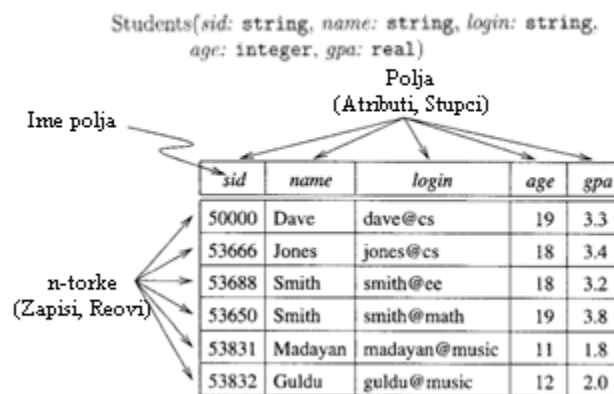 Students(sid: string, name: string, login: string,
age: integer, gpa: real)
Polja
(Atributi, Stupci)
Ime polja
sid name login age gpa
50000 Dave dave@cs 19 3.3
53666 Jones jones@cs 18 3.4
53688 Smith smith@ee 18 3.2
53650 Smith smith@math 19 3.8
53831 Madayan madayan@music 11 1.8
53832 Guldu guldu@music 12 2.0
n-torke
(Zapisi, Reovi)